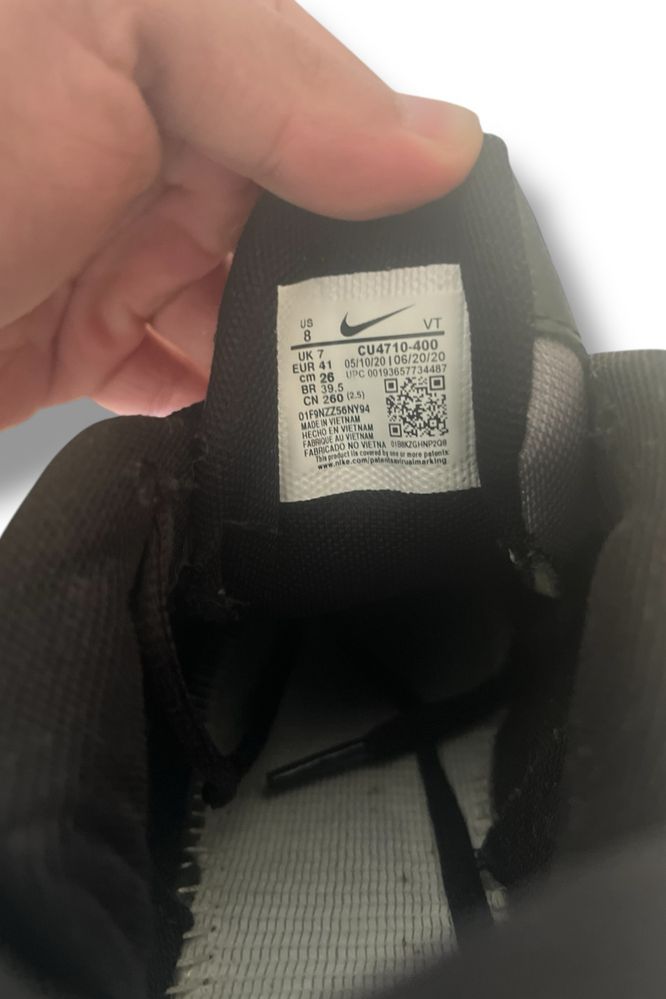 US 8 VT
UK 7 CU4710-400
EUR 41 05/10/20 | 06/20/20
cm 26 UPC 00193657734487
BR 39.5
CN 260 (2.5)
01F9NZZ56NY94
MADE IN VIETNAM
HECHO EN VIETNAM
FABRIQUE AU VIETNAM
FABRICADO NO VIETNA 01B8KZGHNP2Q8
This product is covered by one or more patents:
www.nike.com/patentsvirtualmarking